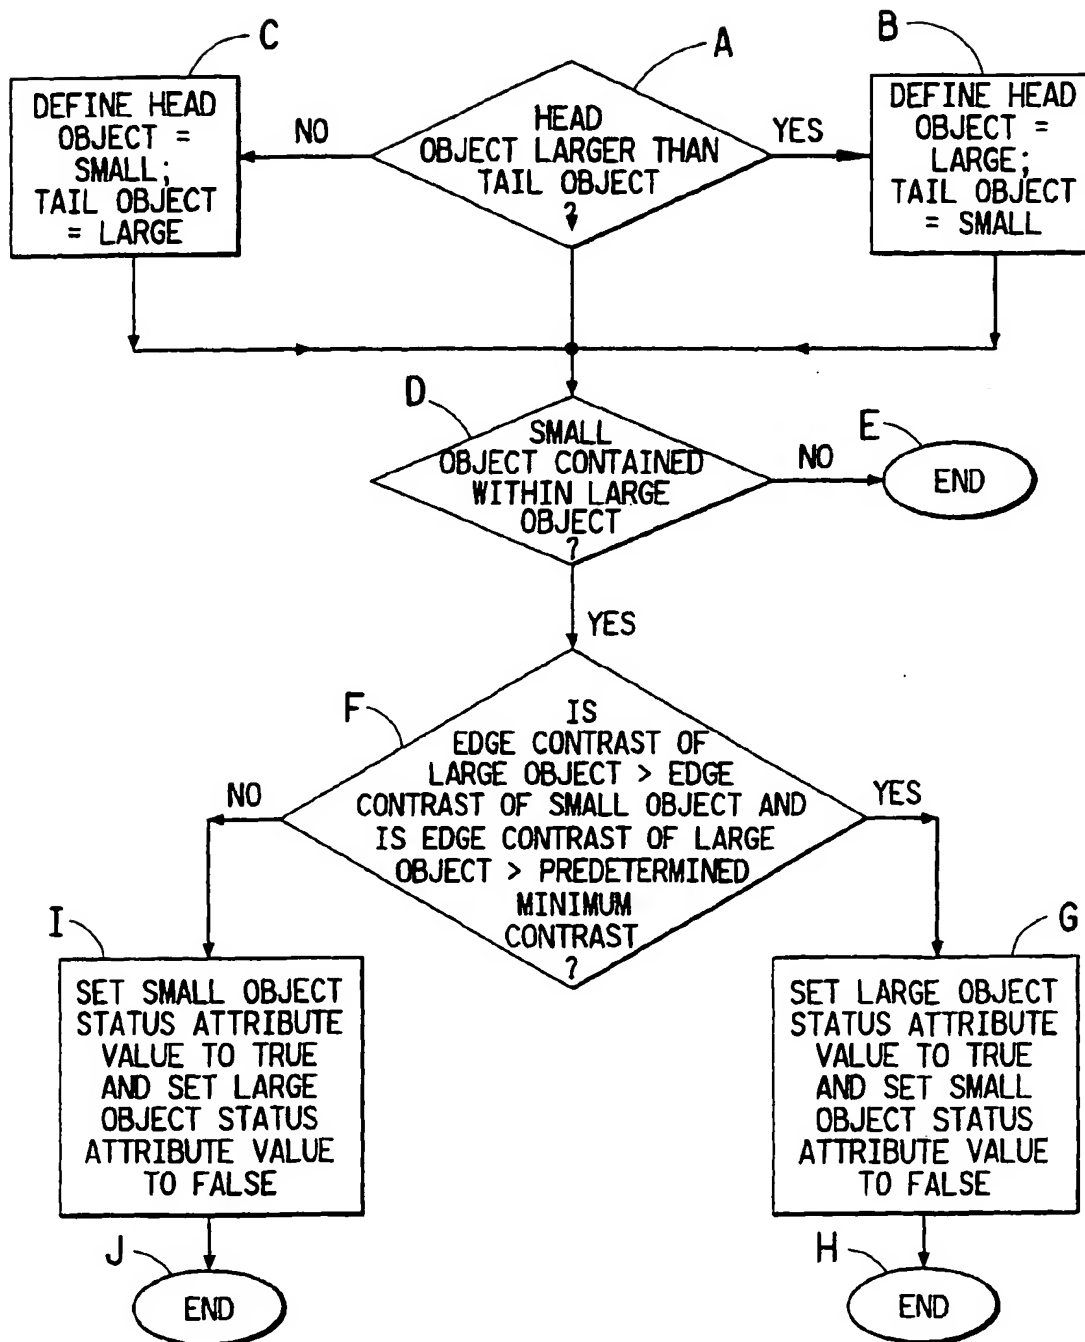 C
DEFINE HEAD
OBJECT =
SMALL;
TAIL OBJECT
= LARGE
NO
A
HEAD
OBJECT LARGER THAN
TAIL OBJECT
?
YES
B
DEFINE HEAD
OBJECT =
LARGE;
TAIL OBJECT
= SMALL
D
SMALL
OBJECT CONTAINED
WITHIN LARGE
OBJECT
?
NO
E
END
YES
F
IS
EDGE CONTRAST OF
LARGE OBJECT > EDGE
CONTRAST OF SMALL OBJECT AND
IS EDGE CONTRAST OF LARGE
OBJECT > PREDETERMINED
MINIMUM
CONTRAST
?
NO
YES
I
SET SMALL OBJECT
STATUS ATTRIBUTE
VALUE TO TRUE
AND SET LARGE
OBJECT STATUS
ATTRIBUTE VALUE
TO FALSE
G
SET LARGE OBJECT
STATUS ATTRIBUTE
VALUE TO TRUE
AND SET SMALL
OBJECT STATUS
ATTRIBUTE VALUE
TO FALSE
J
END
H
END